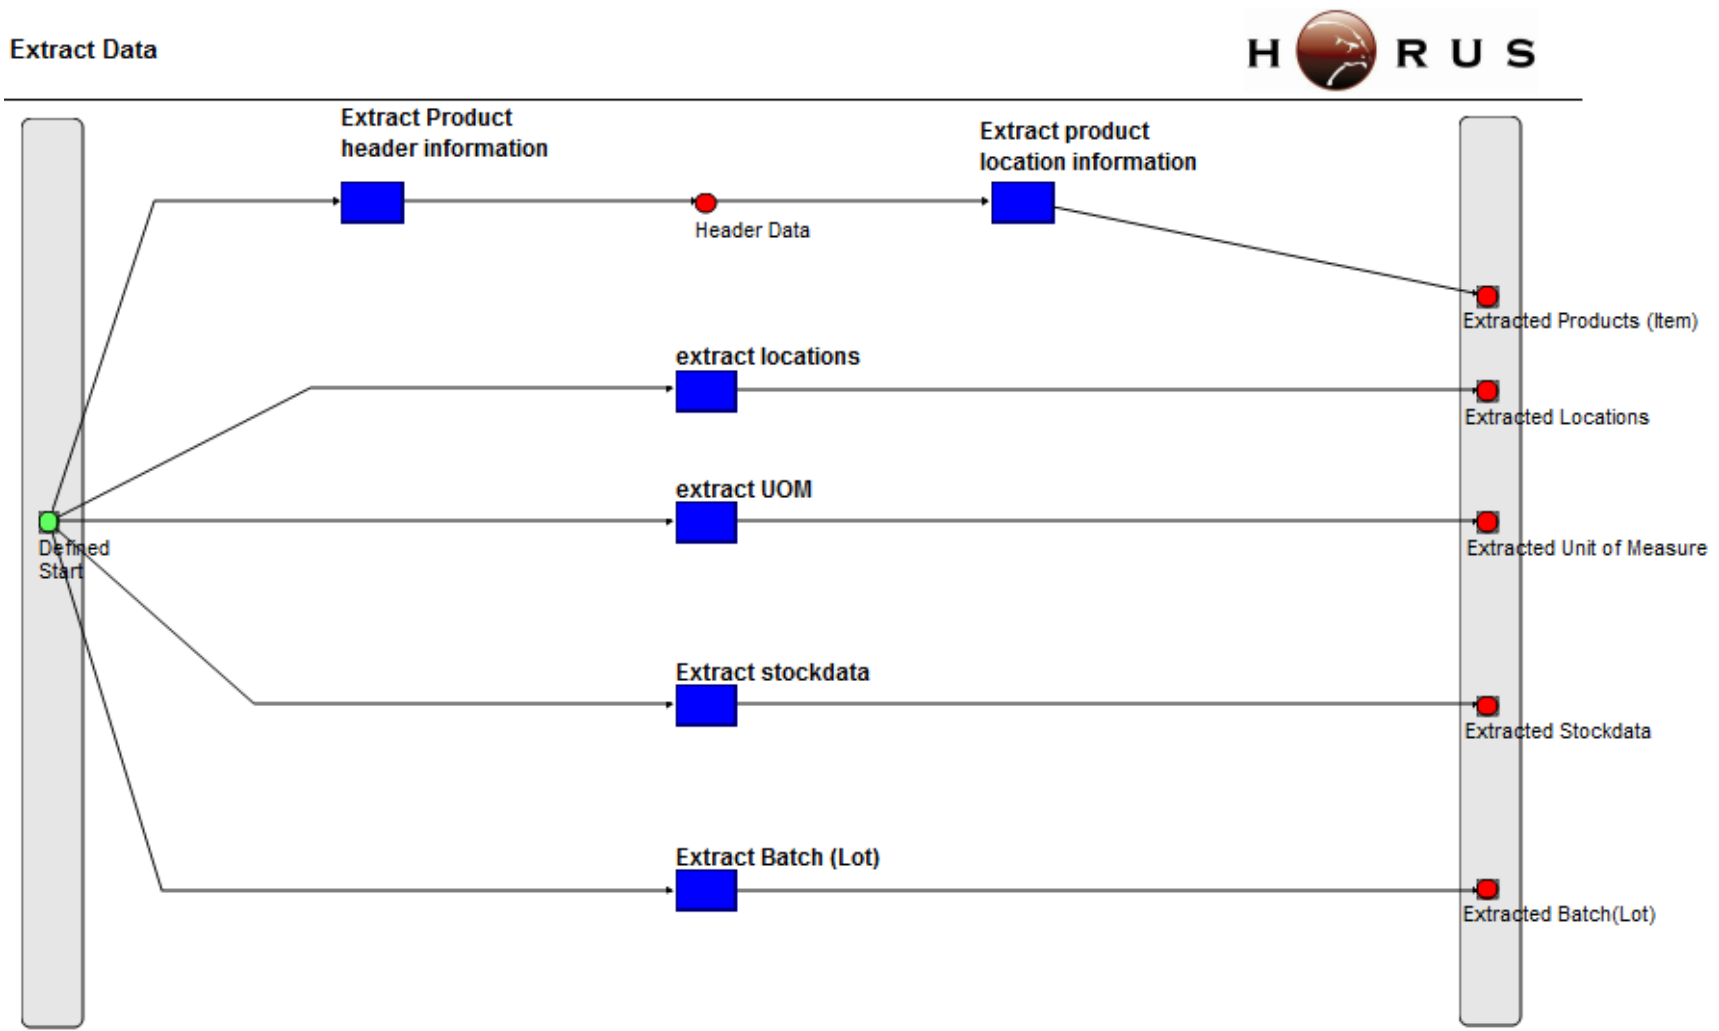 Extract Data
H RUS
Extract Product
header information
Extract product
location information
Header Data
Extracted Products (Item)
extract locations
Extracted Locations
extract UOM
Defined
Start
Extracted Unit of Measure
Extract stockdata
Extracted Stockdata
Extract Batch (Lot)
Extracted Batch(Lot)